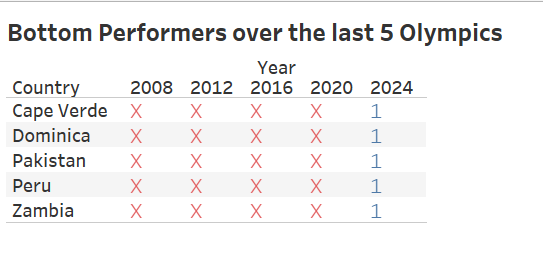 Bottom Performers over the last 5 Olympics
Year
Country 2008 2012 2016 2020 2024
Cape Verde X X X X 1
Dominica X X X X 1
Pakistan X X X X 1
Peru X X X X 1
Zambia X X X X 1